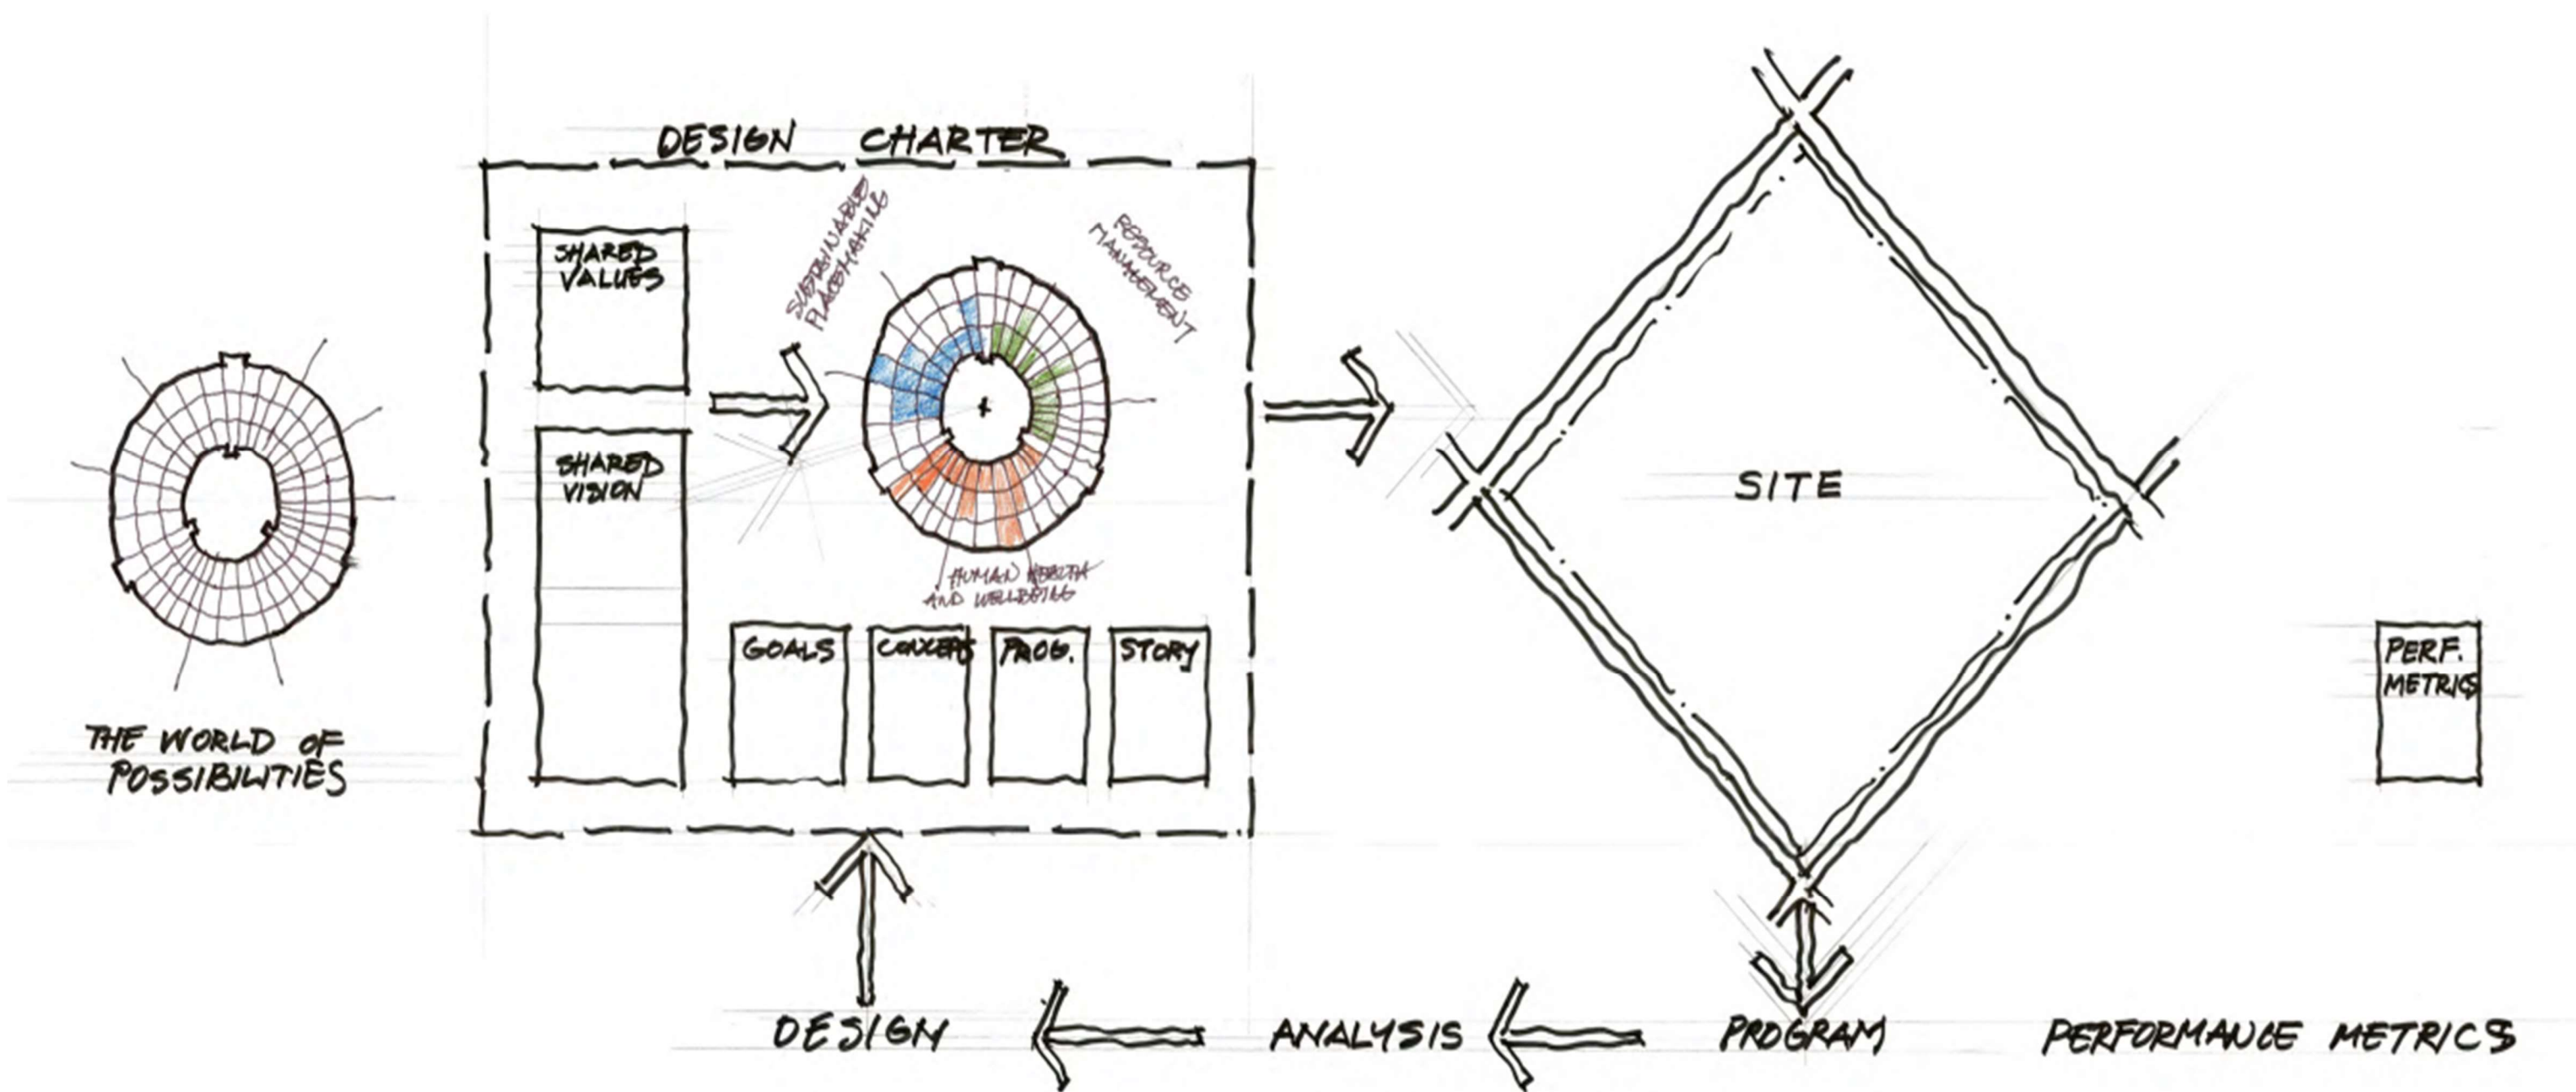 DESIGN CHARTER
SUSTAINABLE
PLACEMAKING
RESOURCE
MANAGEMENT
SHARED
VALUES
SHARED
VISION
HUMAN HEALTH
AND WELLBEING
GOALS
CONCEPTS
PROG.
STORY
THE WORLD OF
POSSIBILITIES
SITE
PERF.
METRICS
DESIGN
ANALYSIS
PROGRAM
PERFORMANCE METRICS